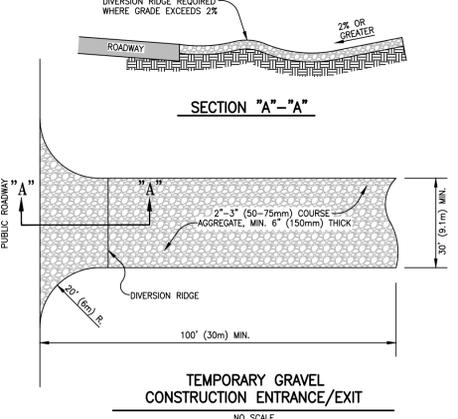 DIVERSION RIDGE REQUIRED
WHERE GRADE EXCEEDS 2%
2% OR
GREATER
ROADWAY
SECTION "A"-"A"
PUBLIC ROADWAY
"A"
"A"
2"-3" (50-75mm) COURSE
AGGREGATE, MIN. 6" (150mm) THICK
30' (9.1m) MIN.
DIVERSION RIDGE
20' (6m) R.
100' (30m) MIN.
TEMPORARY GRAVEL
CONSTRUCTION ENTRANCE/EXIT
NO SCALE